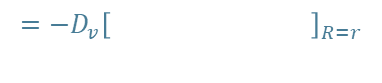 = −D_v[ ]_{R=r}